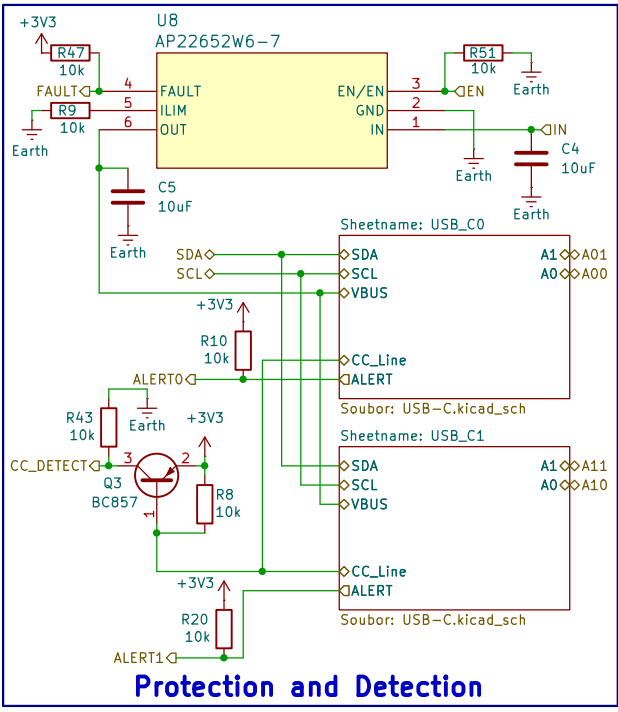 +3V3
U8
AP22652W6-7
R47
10k
R51
10k
FAULT
4
FAULT
EN/EN
3
EN
Earth
R9
10k
5
ILIM
GND
2
Earth
6
OUT
IN
1
IN
C4
10uF
Earth
C5
10uF
Earth
Earth
Sheetname: USB_C0
SDA
SDA
A1
A01
SCL
SCL
A0
A00
VBUS
+3V3
R10
10k
CC_Line
ALERT0
ALERT
Soubor: USB-C.kicad_sch
R43
10k
Earth
+3V3
Sheetname: USB_C1
CC_DETECT
3
2
SDA
A1
A11
Q3
BC857
R8
10k
SCL
A0
A10
VBUS
1
CC_Line
+3V3
ALERT
R20
10k
Soubor: USB-C.kicad_sch
ALERT1
Protection and Detection